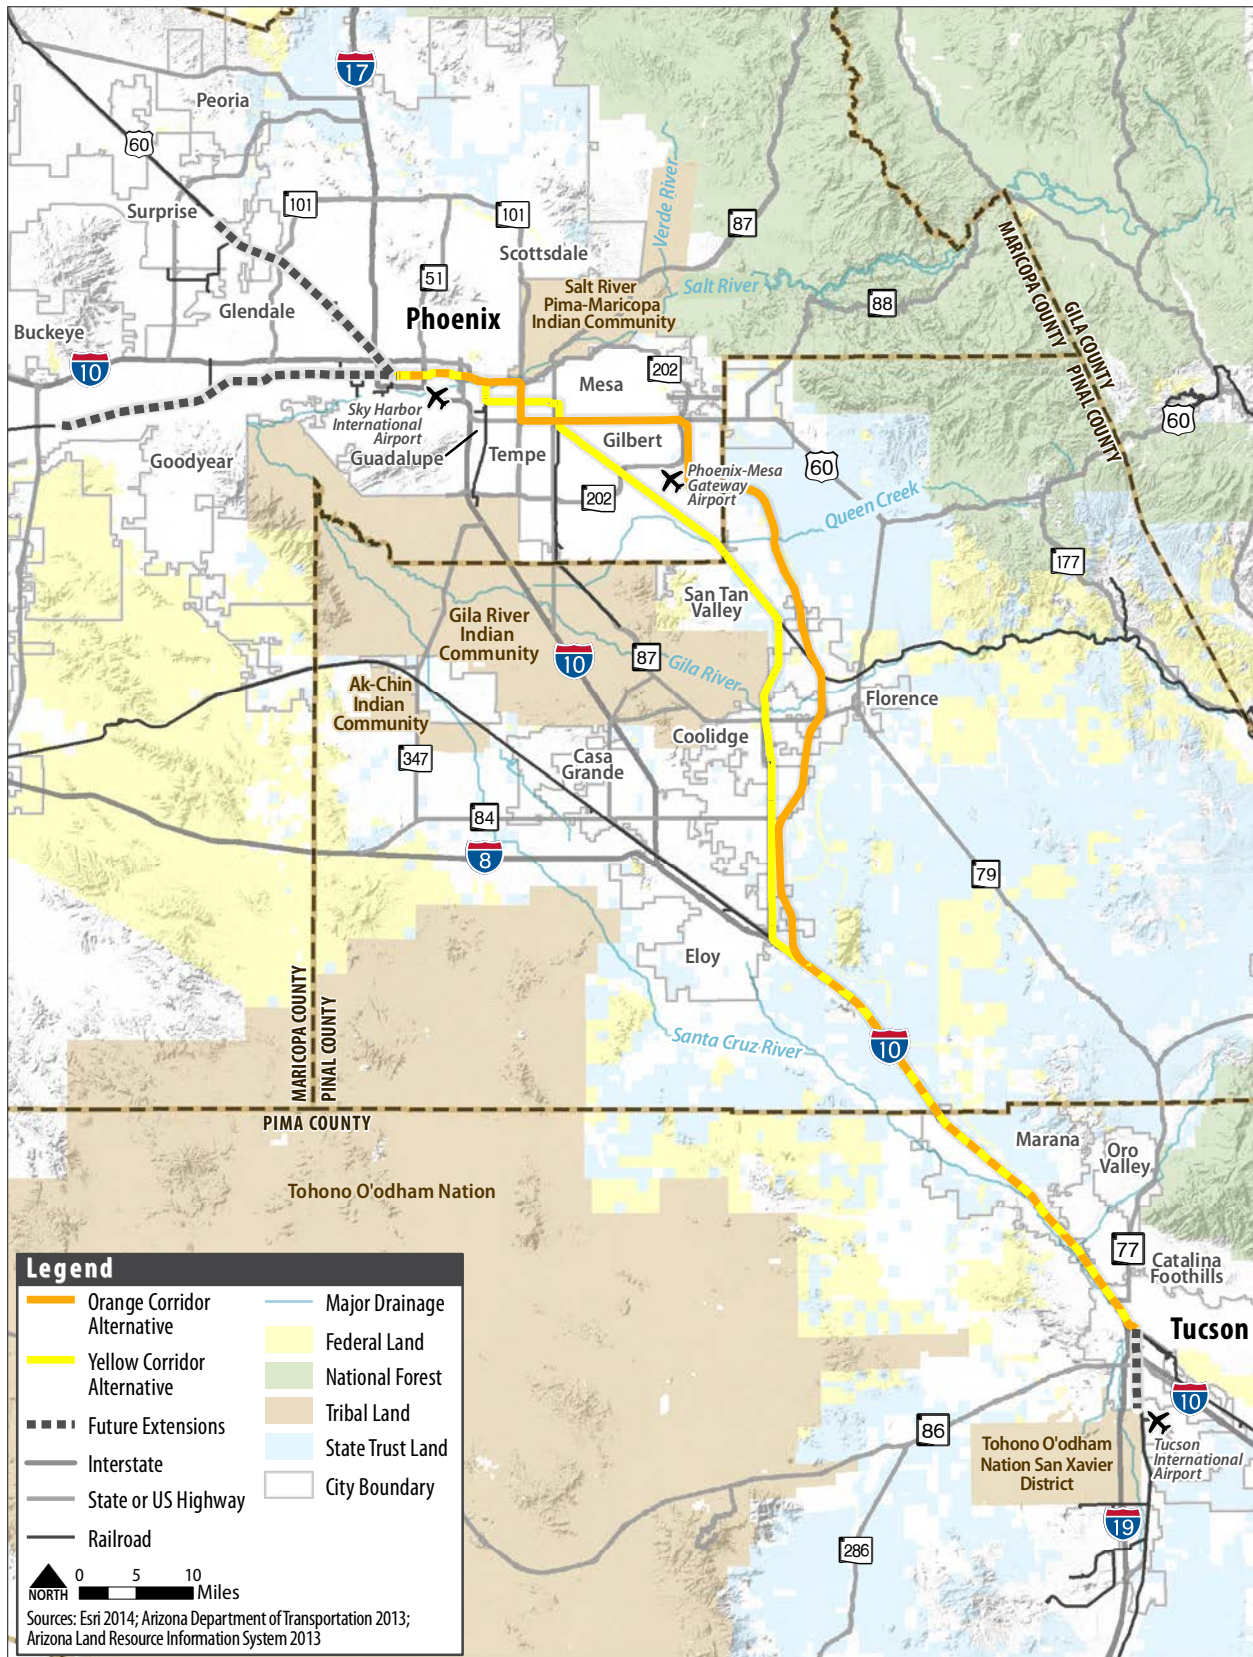 17
Peoria
60
Surprise
101
101
87
Verde River
Scottsdale
MARICOPA COUNTY
GILA COUNTY
PINAL COUNTY
51
Salt River
Pima-Maricopa
Indian Community
Salt River
88
Glendale
Phoenix
Buckeye
10
202
Mesa
60
Sky Harbor
International
Airport
Guadalupe
Goodyear
Tempe
Gilbert
Phoenix-Mesa
Gateway
Airport
60
202
Queen Creek
177
San Tan
Valley
Gila River
Indian
Community
10
87
Gila River
Ak-Chin
Indian
Community
Florence
Coolidge
347
Casa
Grande
84
8
79
Eloy
MARICOPA COUNTY
PINAL COUNTY
Santa Cruz River
10
PIMA COUNTY
Marana
Oro
Valley
Tohono O'odham Nation
77
Catalina
Foothills
Tucson
10
86
Tohono O'odham
Nation San Xavier
District
Tucson
International
Airport
19
286
Legend
Orange Corridor
Alternative
Yellow Corridor
Alternative
Future Extensions
Interstate
State or US Highway
Railroad
Major Drainage
Federal Land
National Forest
Tribal Land
State Trust Land
City Boundary
NORTH
0 5 10
Miles
Sources: Esri 2014; Arizona Department of Transportation 2013;
Arizona Land Resource Information System 2013